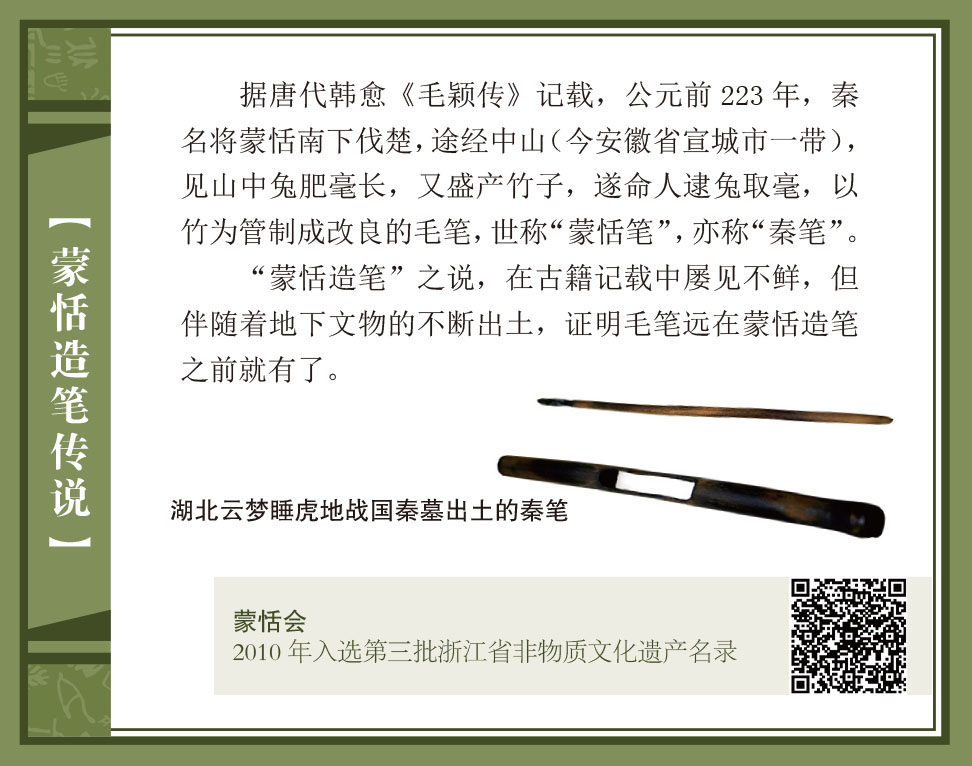 【蒙恬造笔传说】
据唐代韩愈《毛颖传》记载，公元前 223 年，秦
名将蒙恬南下伐楚，途经中山（今安徽省宣城市一带），
见山中兔肥毫长，又盛产竹子，遂命人逮兔取毫，以
竹为管制成改良的毛笔，世称“蒙恬笔”，亦称“秦笔”。
“蒙恬造笔”之说，在古籍记载中屡见不鲜，但
伴随着地下文物的不断出土，证明毛笔远在蒙恬造笔
之前就有了。
湖北云梦睡虎地战国秦墓出土的秦笔
蒙恬会
2010 年入选第三批浙江省非物质文化遗产名录